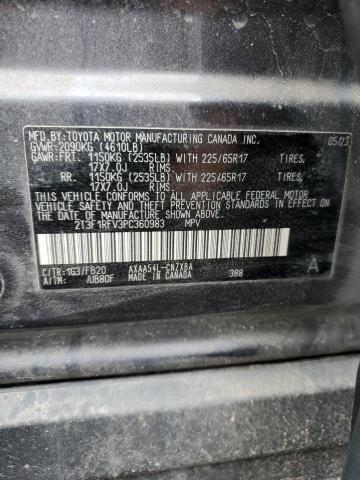 MFD.BY:TOYOTA MOTOR MANUFACTURING CANADA INC. 05/23
GVWR:2090KG (4610LB)
GAWR:FRT. 1150KG (2535LB) WITH 225/65R17 TIRES,
17X7.0J RIMS
RR. 1150KG (2535LB) WITH 225/65R17 TIRES,
17X7.0J RIMS
THIS VEHICLE CONFORMS TO ALL APPLICABLE FEDERAL MOTOR
VEHICLE SAFETY AND BUMPER
STANDARDS IN EFFECT ON THE DATE OF
MANUFACTURE SHOWN ABOVE.
2T3F1RFV3PC360983 MPV
C/TR:1G3/FB20 AXAA54L-CNZXBA A
A/TM: /UB80F MADE IN CANADA 388